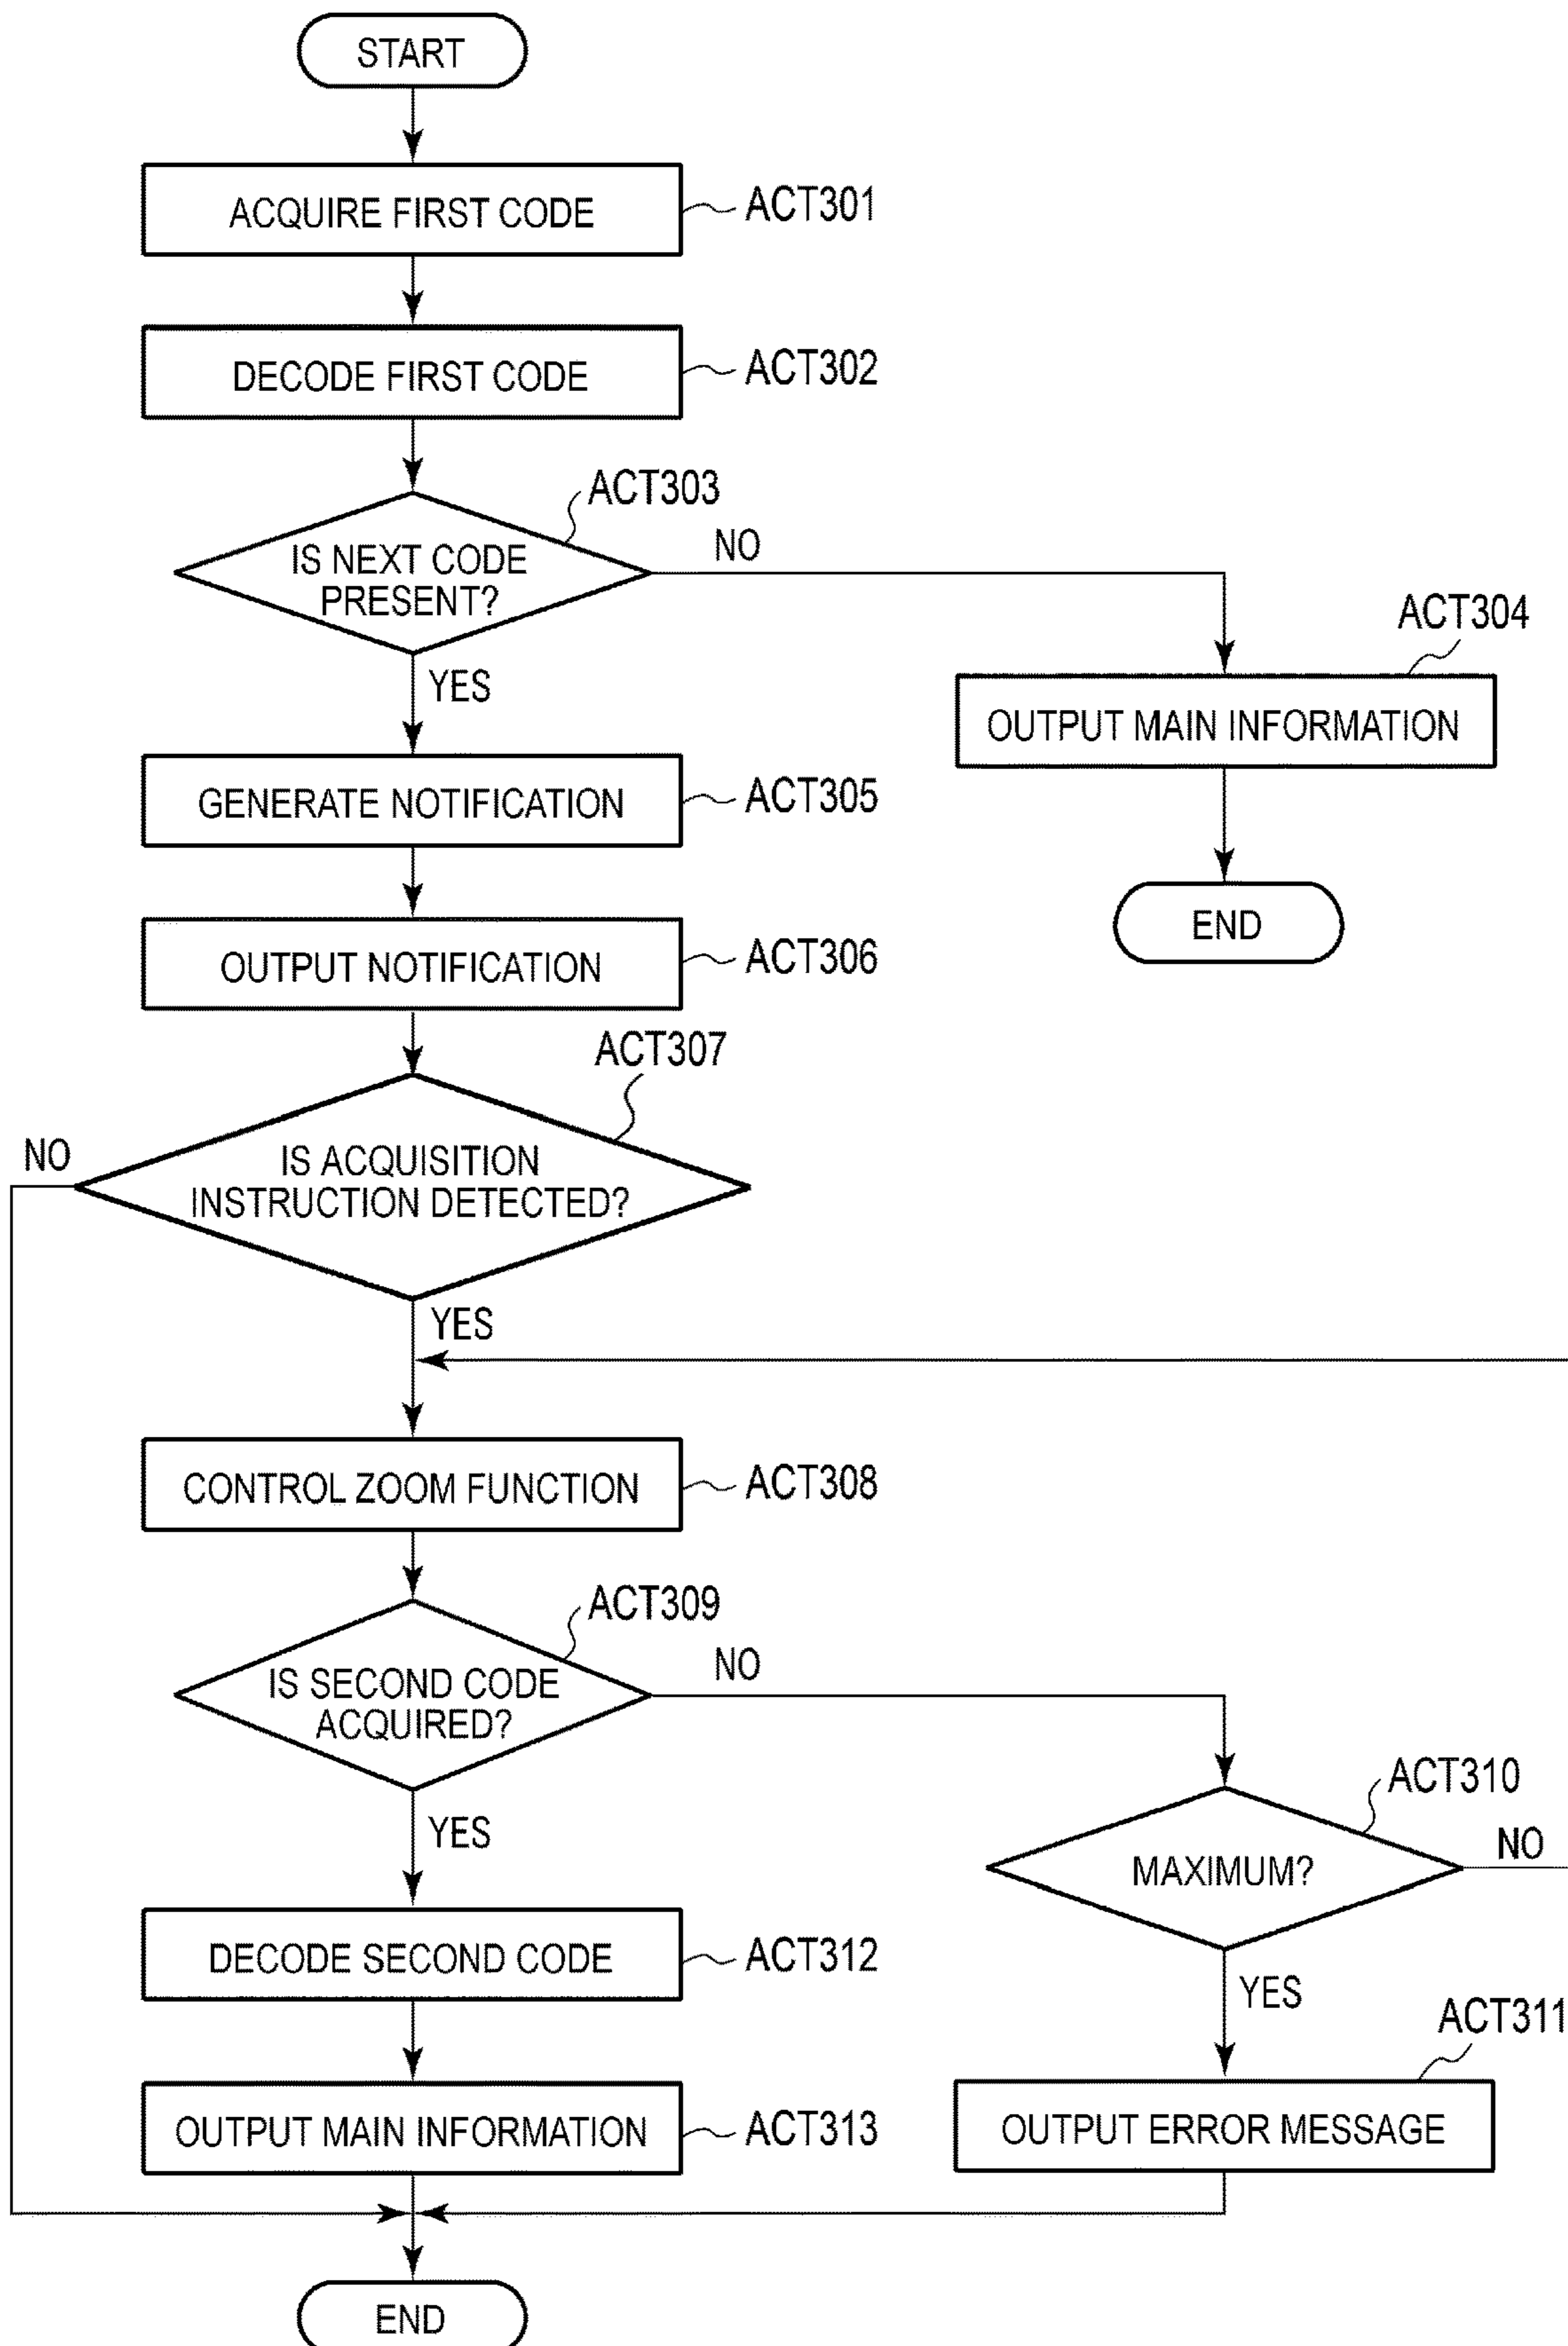 START
ACQUIRE FIRST CODE
ACT301
DECODE FIRST CODE
ACT302
ACT303
IS NEXT CODE
PRESENT?
NO
YES
ACT304
OUTPUT MAIN INFORMATION
END
GENERATE NOTIFICATION
ACT305
OUTPUT NOTIFICATION
ACT306
ACT307
IS ACQUISITION
INSTRUCTION DETECTED?
NO
YES
CONTROL ZOOM FUNCTION
ACT308
ACT309
IS SECOND CODE
ACQUIRED?
NO
YES
ACT310
MAXIMUM?
NO
YES
DECODE SECOND CODE
ACT312
ACT311
OUTPUT ERROR MESSAGE
OUTPUT MAIN INFORMATION
ACT313
END